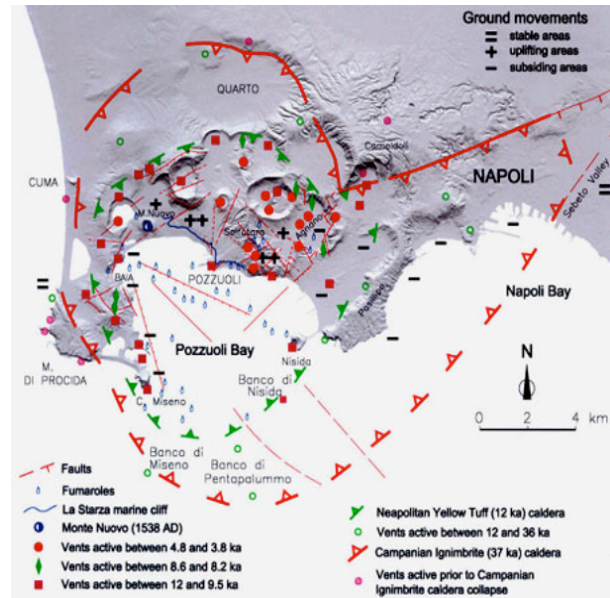 Ground movements
= stable areas
+ uplifting areas
− subsiding areas
QUARTO
Camaldoli
NAPOLI
CUMA
M. Nuovo
Solfatara
Agnano
Sebeto Valley
BAIA
POZZUOLI
Posillipo
Napoli Bay
Pozzuoli Bay
Nisida
N
M.
DI PROCIDA
C. Miseno
Banco di
Nisida
Banco di
Miseno
Banco di
Pentapalummo
0 2 4 km
Faults
Fumaroles
La Starza marine cliff
Monte Nuovo (1538 AD)
Vents active between 4.8 and 3.8 ka
Vents active between 8.6 and 8.2 ka
Vents active between 12 and 9.5 ka
Neapolitan Yellow Tuff (12 ka) caldera
Vents active between 12 and 36 ka
Campanian Ignimbrite (37 ka) caldera
Vents active prior to Campanian
Ignimbrite caldera collapse